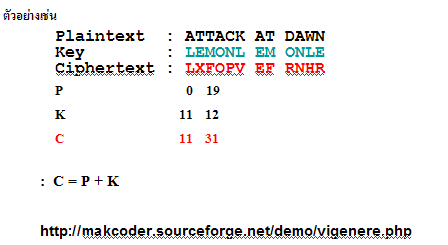 ตัวอย่างเช่น
Plaintext : ATTACK AT DAWN
Key : LEMONL EM ONLE
Ciphertext : LXFOPV EF RNHR
P 0 19
K 11 12
C 11 31
: C = P + K
http://makcoder.sourceforge.net/demo/vigenere.php